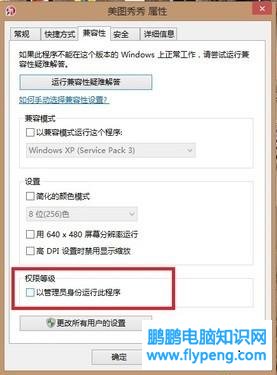 美图秀秀 属性
常规 快捷方式 兼容性 安全 详细信息
如果此程序不能在这个版本的 Windows 上正常工作，请尝试运行兼
容性疑难解答。
运行兼容性疑难解答
如何手动选择兼容性设置?
兼容模式
以兼容模式运行这个程序:
Windows XP (Service Pack 3)
设置
简化的颜色模式
8 位(256)色
用 640 x 480 屏幕分辨率运行
高 DPI 设置时禁用显示缩放
权限等级
以管理员身份运行此程序
更改所有用户的设置
确定
鹏鹏电脑知识网
www.flypeng.com/